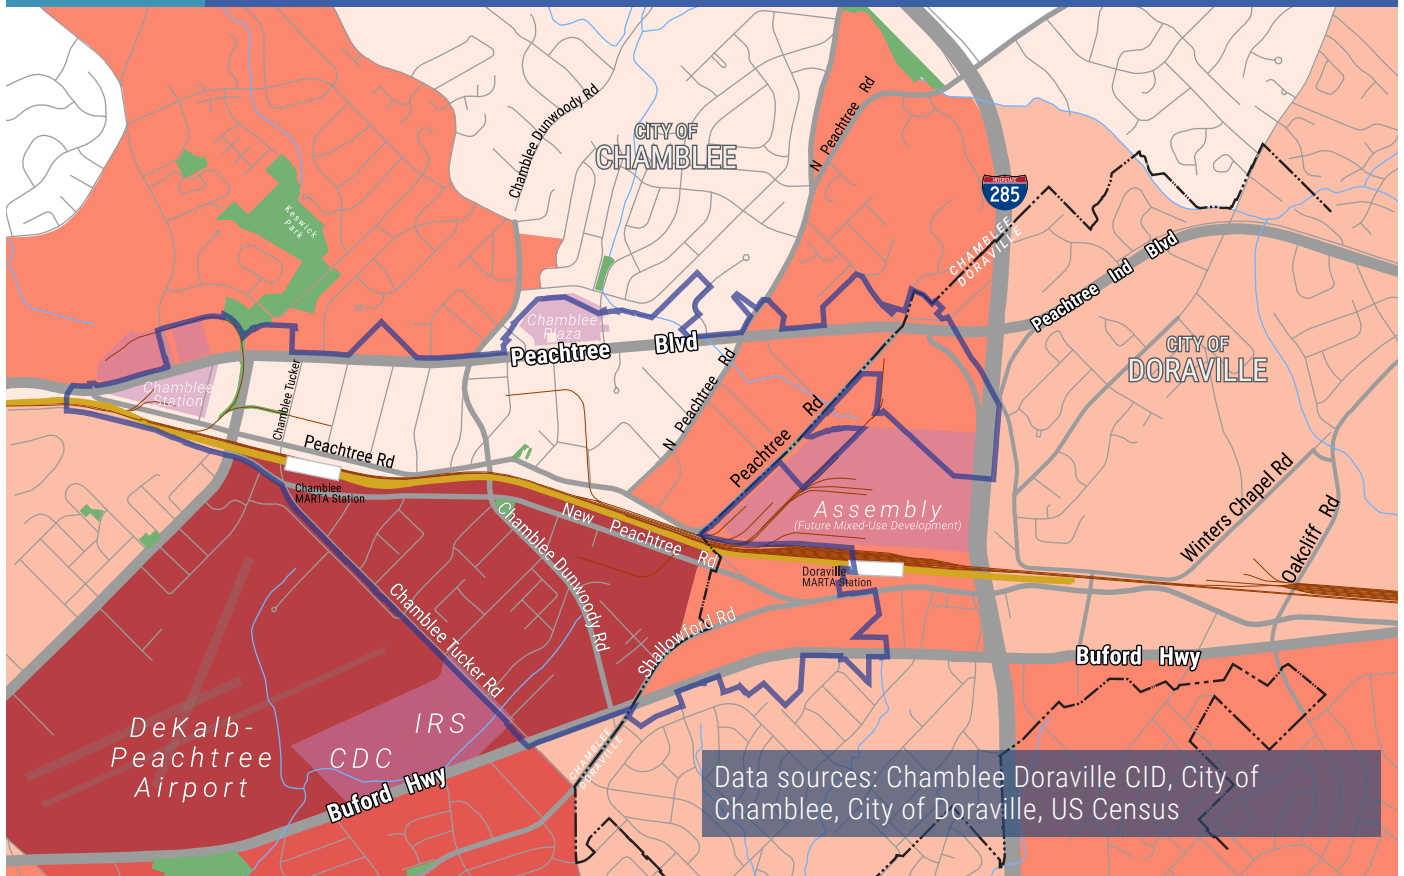 Chamblee Dunwoody Rd
CITY OF
CHAMBLEE
N Peachtree Rd
INTERSTATE
285
Keswick
Park
CHAMBLEE
DORAVILLE
Peachtree Ind Blvd
Chamblee
Plaza
Peachtree Blvd
CITY OF
DORAVILLE
Chamblee
Station
Chamblee Tucker
N Peachtree Rd
Peachtree Rd
Peachtree Rd
Chamblee
MARTA Station
Assembly
(Future Mixed-Use Development)
New Peachtree Rd
Winters Chapel Rd
Oakcliff Rd
Doraville
MARTA Station
Chamblee Dunwoody Rd
Chamblee Tucker Rd
Shallowford Rd
Buford Hwy
DeKalb-
Peachtree
Airport
IRS
CDC
Buford Hwy
CHAMBLEE
DORAVILLE
Data sources: Chamblee Doraville CID, City of
Chamblee, City of Doraville, US Census